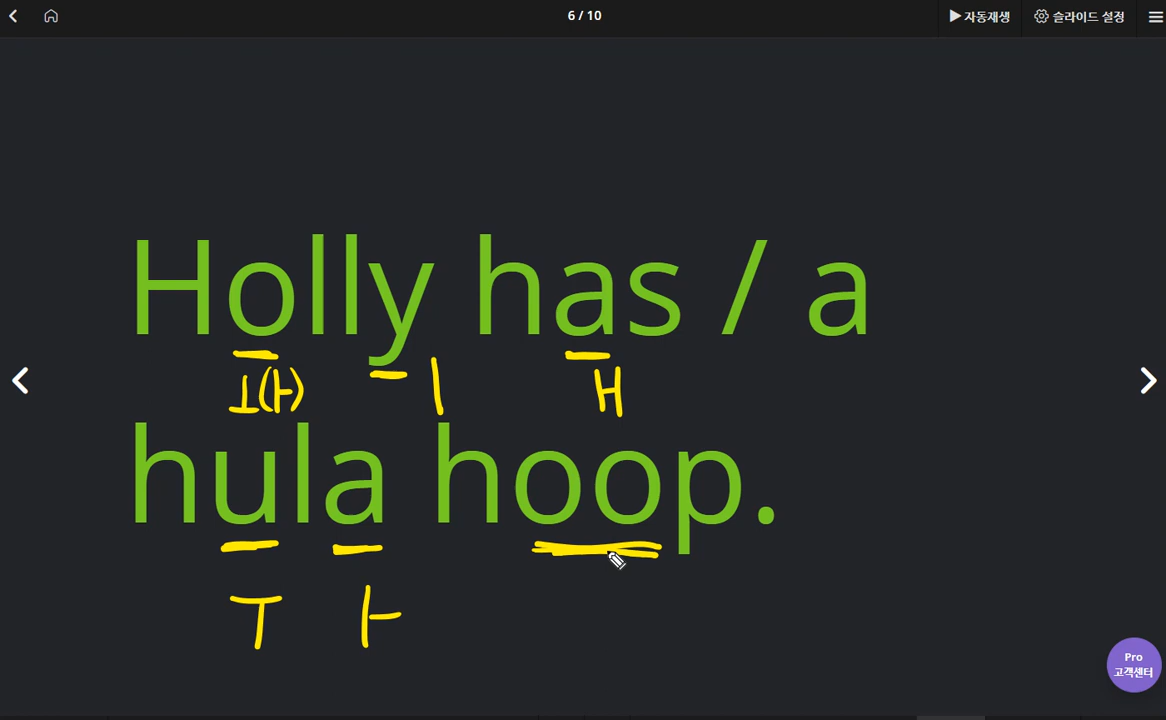 6 / 10
자동재생
슬라이드 설정
Holly has / a
ㅗ(ㅏ) ㅣ ㅐ
hula hoop.
ㅜ ㅏ
Pro
고객센터